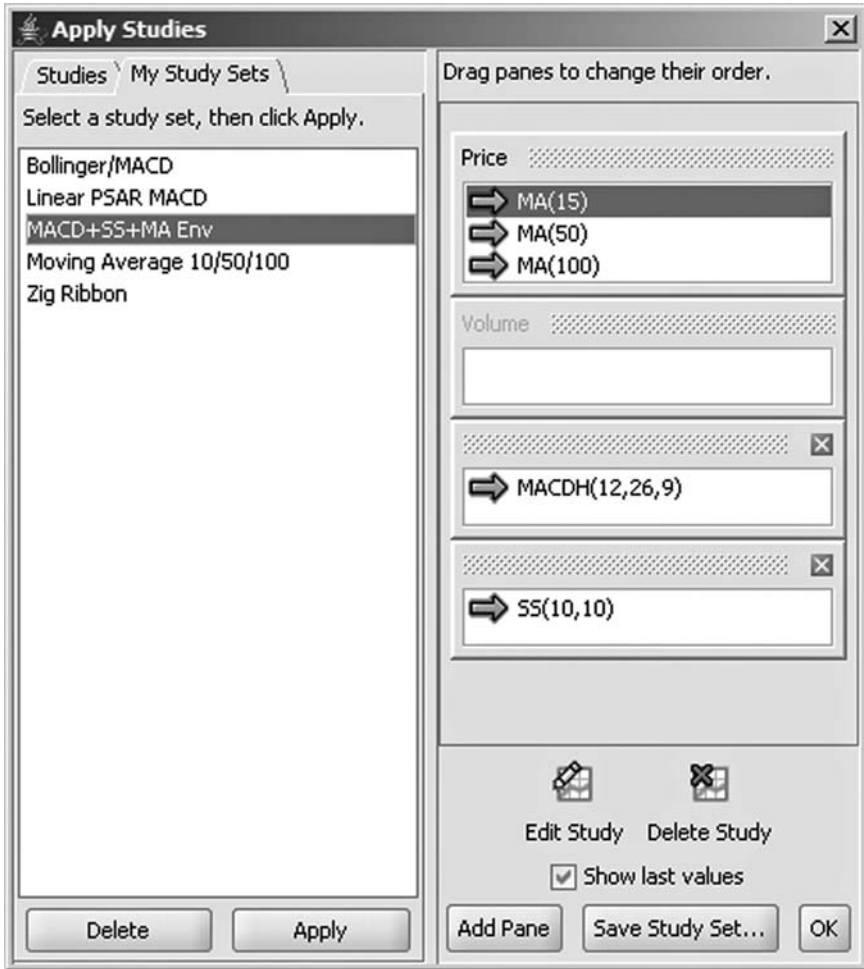 Apply Studies
Studies
My Study Sets
Select a study set, then click Apply.
Bollinger/MACD
Linear PSAR MACD
MACD+SS+MA Env
Moving Average 10/50/100
Zig Ribbon
Delete
Apply
Drag panes to change their order.
Price
MA(15)
MA(50)
MA(100)
Volume
MACDH(12,26,9)
SS(10,10)
Edit Study
Delete Study
Show last values
Add Pane
Save Study Set...
OK